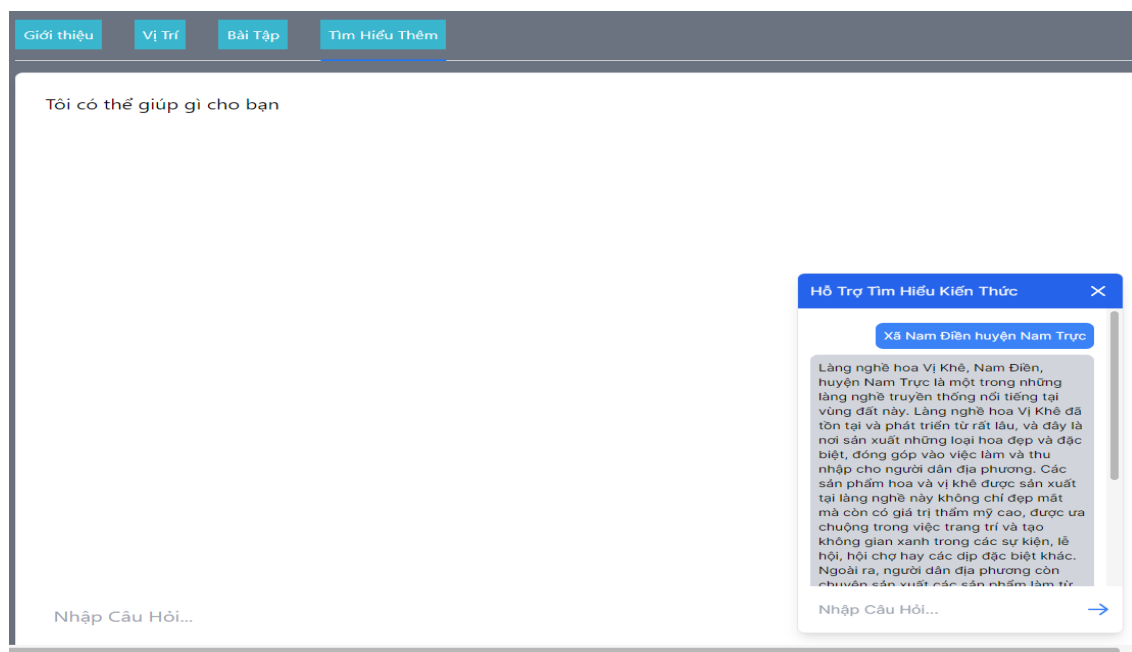 Giới thiệu Vị Trí Bài Tập Tìm Hiểu Thêm
Tôi có thể giúp gì cho bạn
Hỗ Trợ Tìm Hiểu Kiến Thức
Xã Nam Điền huyện Nam Trực
Làng nghề hoa Vị Khê, Nam Điền,
huyện Nam Trực là một trong những
làng nghề truyền thống nổi tiếng tại
vùng đất này. Làng nghề hoa Vị Khê đã
tồn tại và phát triển từ rất lâu, và đây là
nơi sản xuất những loại hoa đẹp và đặc
biệt, đóng góp vào việc làm và thu
nhập cho người dân địa phương. Các
sản phẩm hoa và vị khê được sản xuất
tại làng nghề này không chỉ đẹp mắt
mà còn có giá trị thẩm mỹ cao, được ưa
chuộng trong việc trang trí và tạo
không gian xanh trong các sự kiện, lễ
hội, hội chợ hay các dịp đặc biệt khác.
Ngoài ra, người dân địa phương còn
chuyên sản xuất các sản phẩm làm từ
Nhập Câu Hỏi...
Nhập Câu Hỏi...